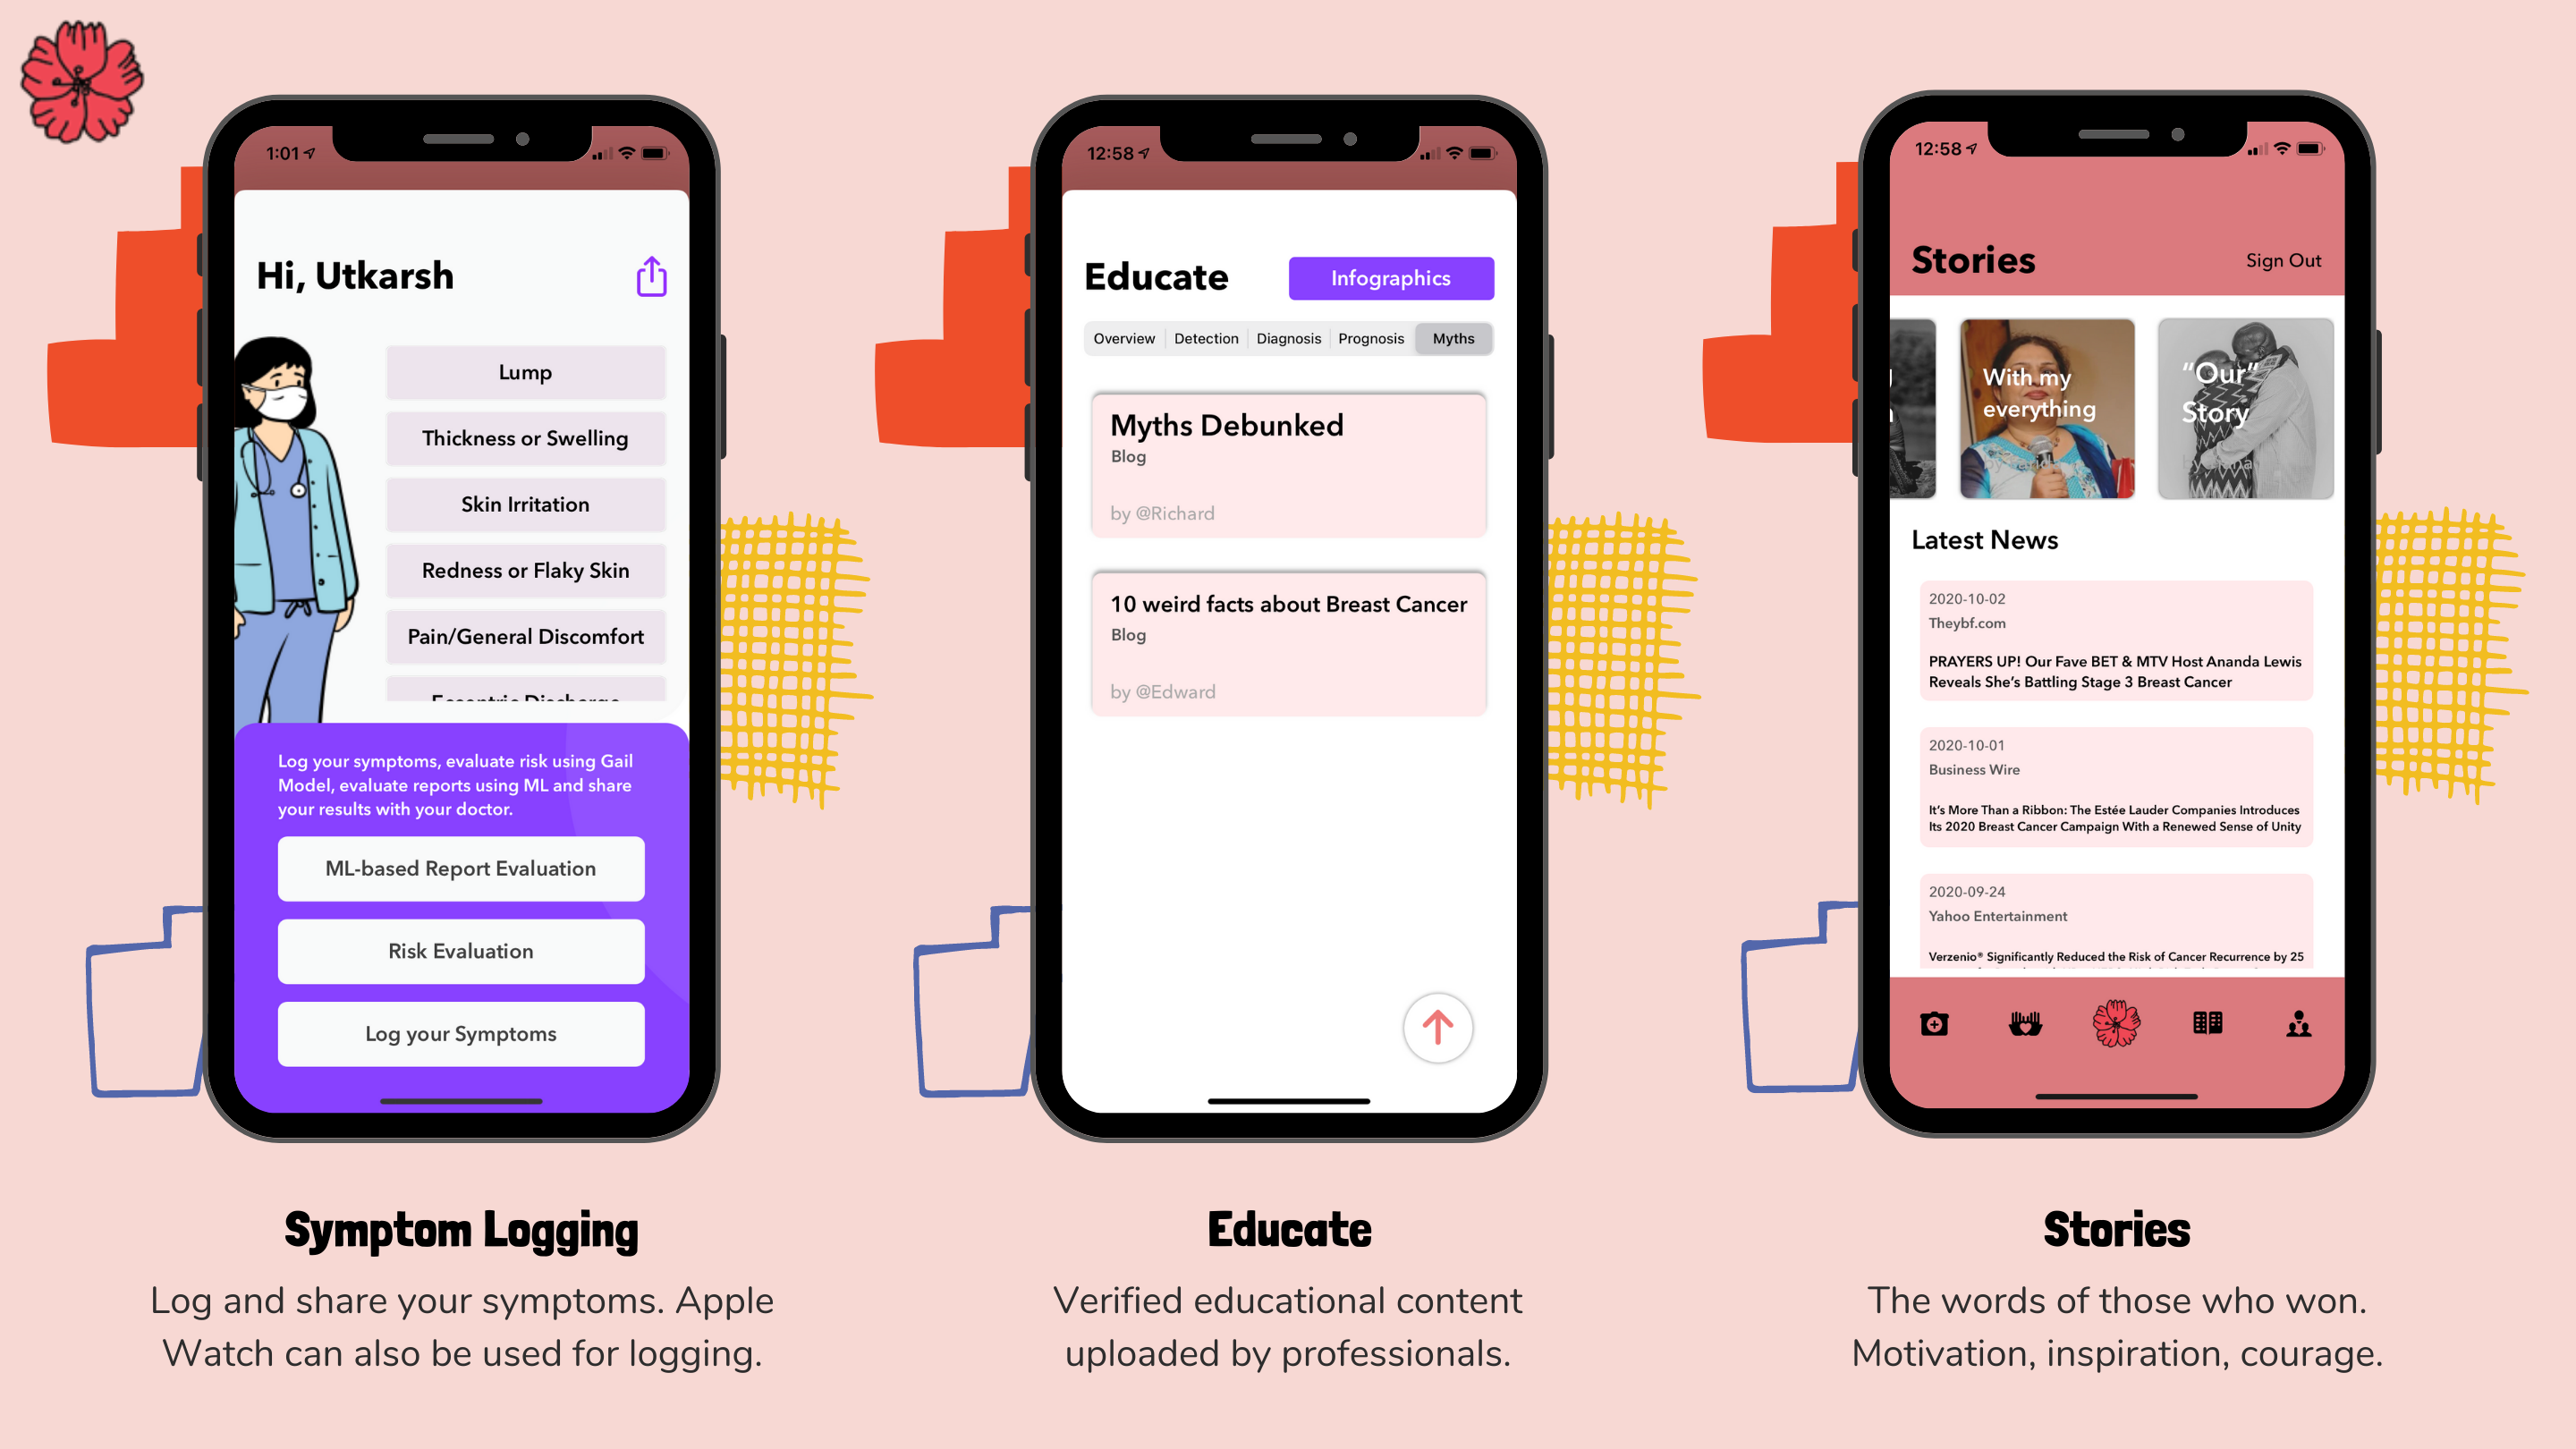 1:01
Hi, Utkarsh
Lump
Thickness or Swelling
Skin Irritation
Redness or Flaky Skin
Pain/General Discomfort
Log your symptoms, evaluate risk using Gail
Model, evaluate reports using ML and share
your results with your doctor.
ML-based Report Evaluation
Risk Evaluation
Log your Symptoms
Symptom Logging
Log and share your symptoms. Apple
Watch can also be used for logging.
12:58
Educate
Infographics
Overview Detection Diagnosis Prognosis Myths
Myths Debunked
Blog
by @Richard
10 weird facts about Breast Cancer
Blog
by @Edward
Educate
Verified educational content
uploaded by professionals.
12:58
Stories
Sign Out
With my
everything
“Our”
Story
Latest News
2020-10-02
Theybf.com
PRAYERS UP! Our Fave BET & MTV Host Ananda Lewis
Reveals She’s Battling Stage 3 Breast Cancer
2020-10-01
Business Wire
It’s More Than a Ribbon: The Estée Lauder Companies Introduces
Its 2020 Breast Cancer Campaign With a Renewed Sense of Unity
2020-09-24
Yahoo Entertainment
Verzenio® Significantly Reduced the Risk of Cancer Recurrence by 25
Stories
The words of those who won.
Motivation, inspiration, courage.